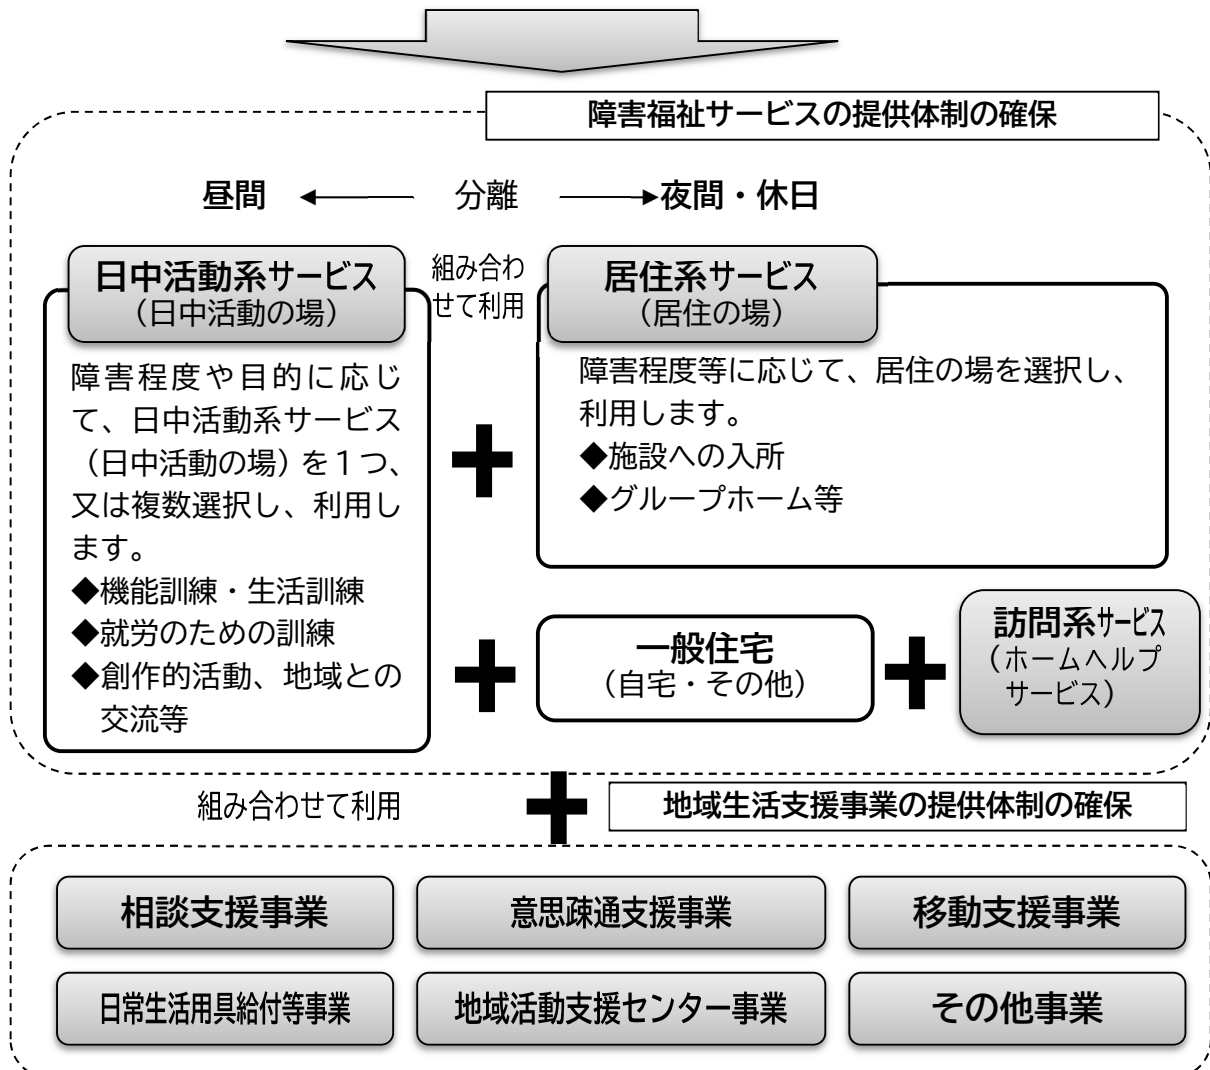 障害福祉サービスの提供体制の確保
昼間
分離
夜間・休日
日中活動系サービス
（日中活動の場）
組み合わ
せて利用
居住系サービス
（居住の場）
障害程度や目的に応じ
て、日中活動系サービス
（日中活動の場）を１つ、
又は複数選択し、利用し
ます。
◆機能訓練・生活訓練
◆就労のための訓練
◆創作的活動、地域との
交流等
障害程度等に応じて、居住の場を選択し、
利用します。
◆施設への入所
◆グループホーム等
一般住宅
（自宅・その他）
訪問系サービス
（ホームヘルプ
サービス）
組み合わせて利用
地域生活支援事業の提供体制の確保
相談支援事業
意思疎通支援事業
移動支援事業
日常生活用具給付等事業
地域活動支援センター事業
その他事業